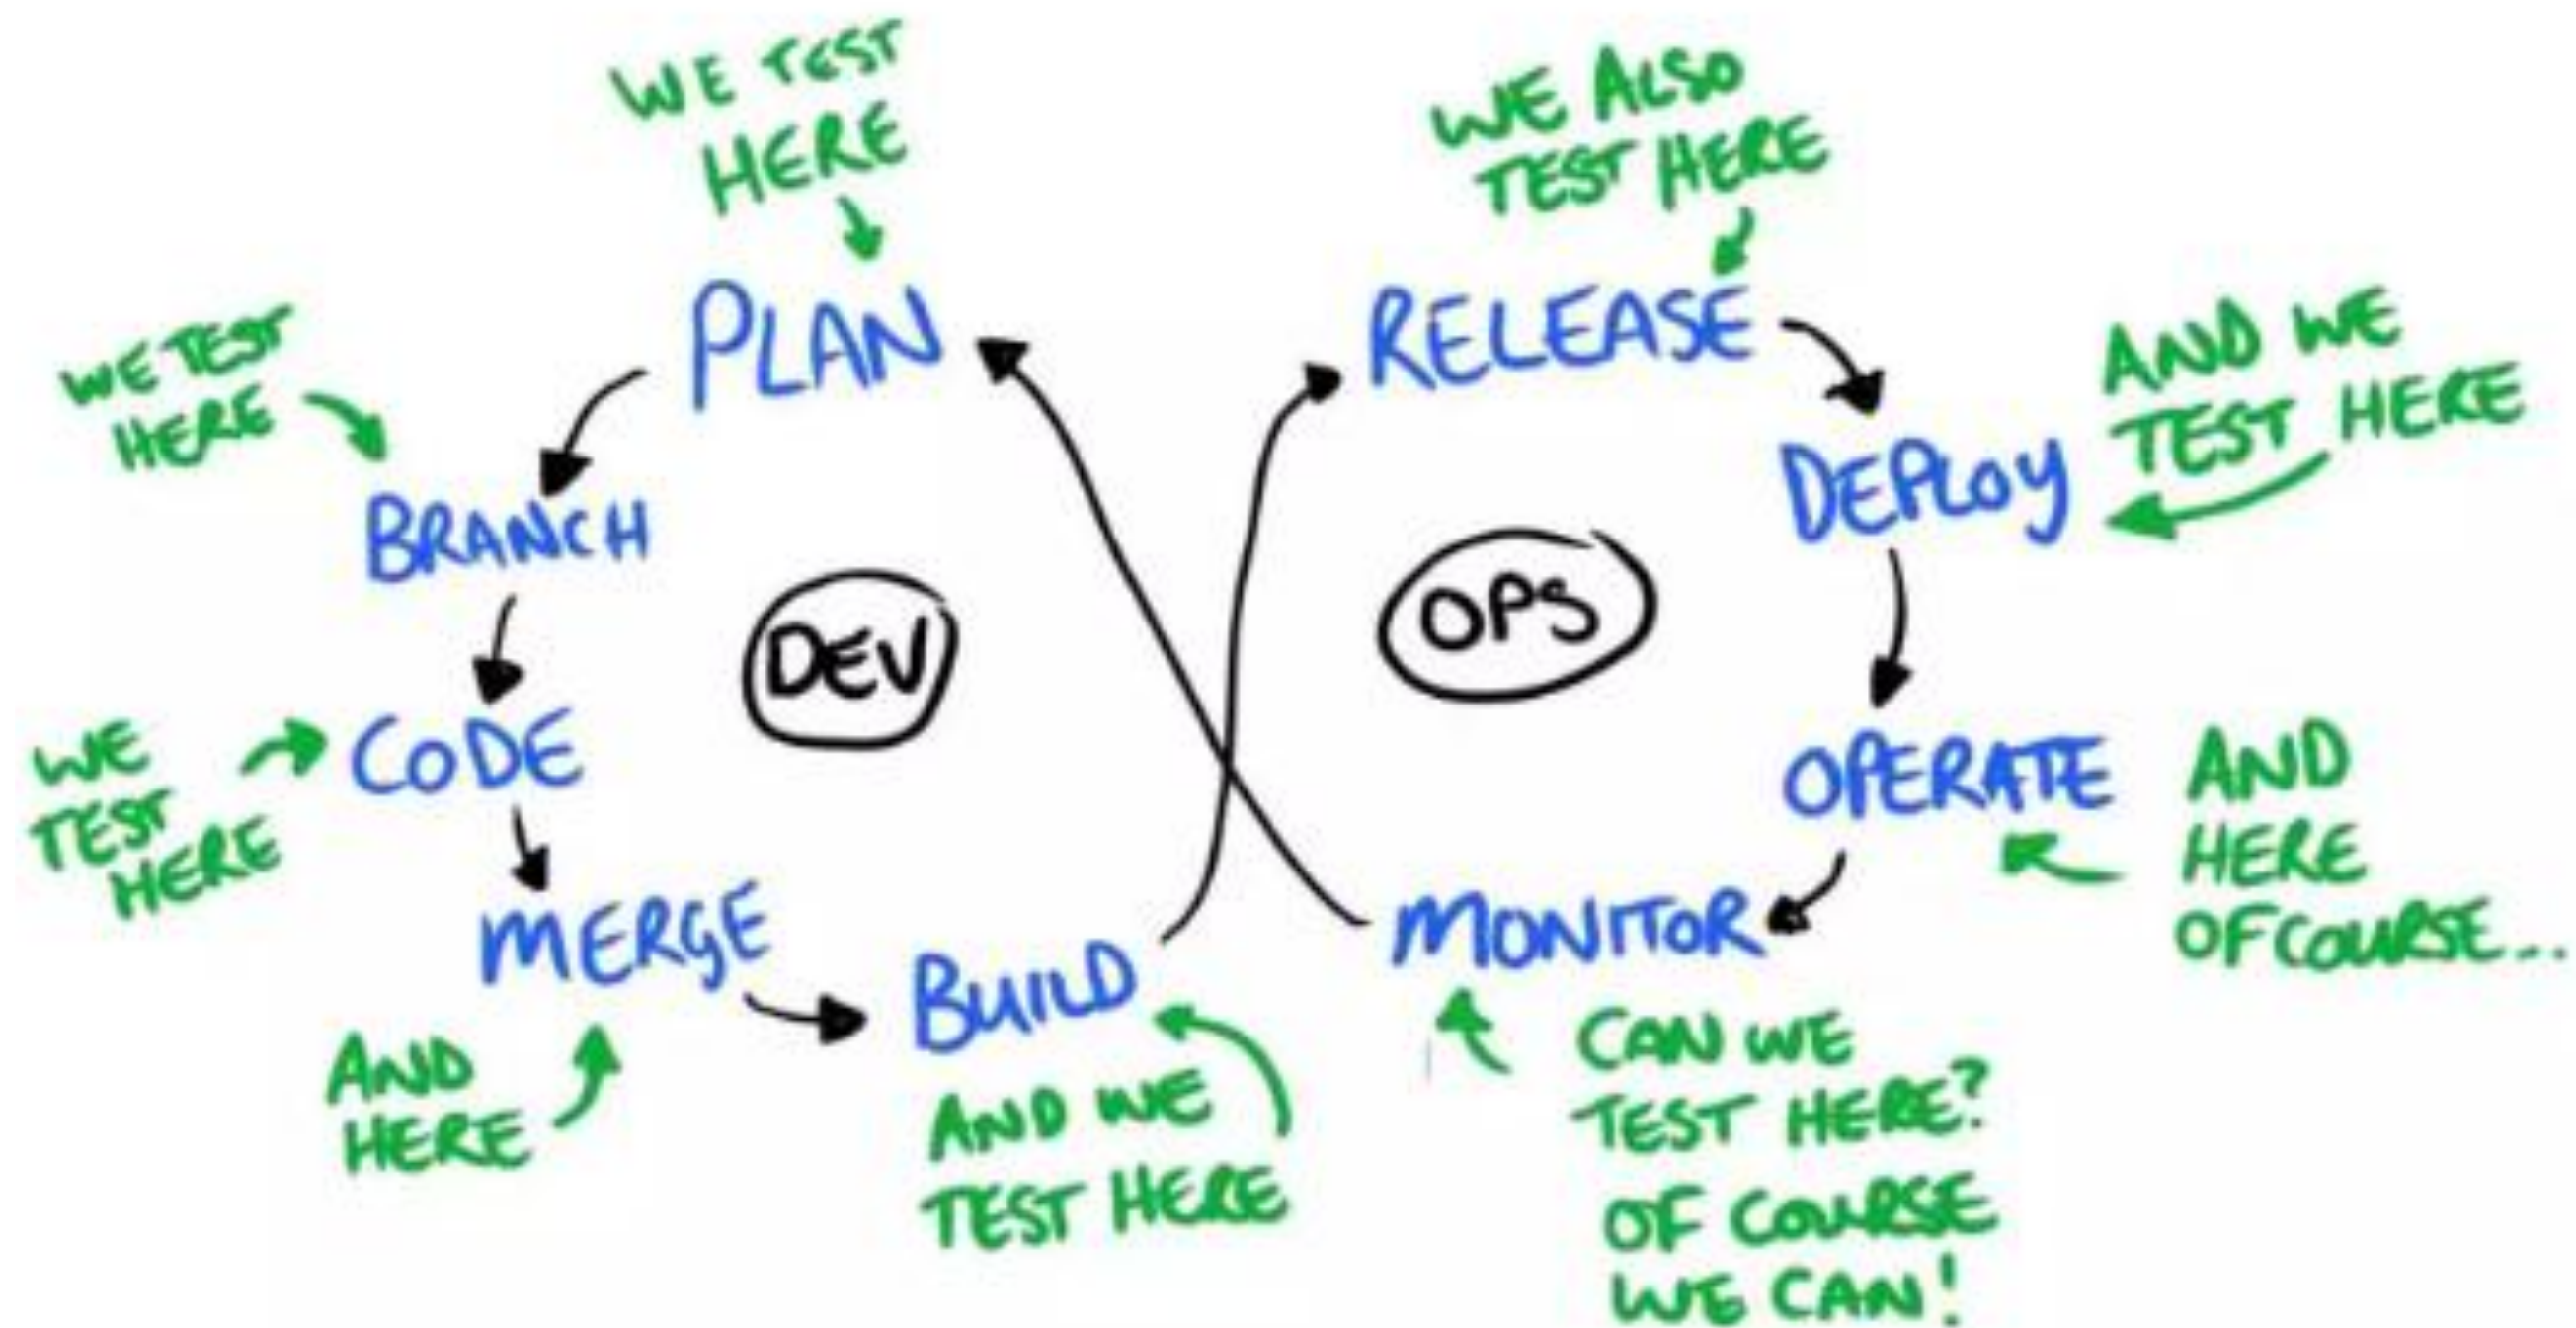 WE TEST
HERE
PLAN
WE TEST
HERE
BRANCH
WE
TEST
HERE
CODE
AND
HERE
MERGE
AND WE
TEST HERE
BUILD
DEV
WE ALSO
TEST HERE
RELEASE
AND WE
TEST HERE
DEPLOY
OPS
OPERATE
AND
HERE
OFCOURSE...
MONITOR
CAN WE
TEST HERE?
OF COURSE
WE CAN!